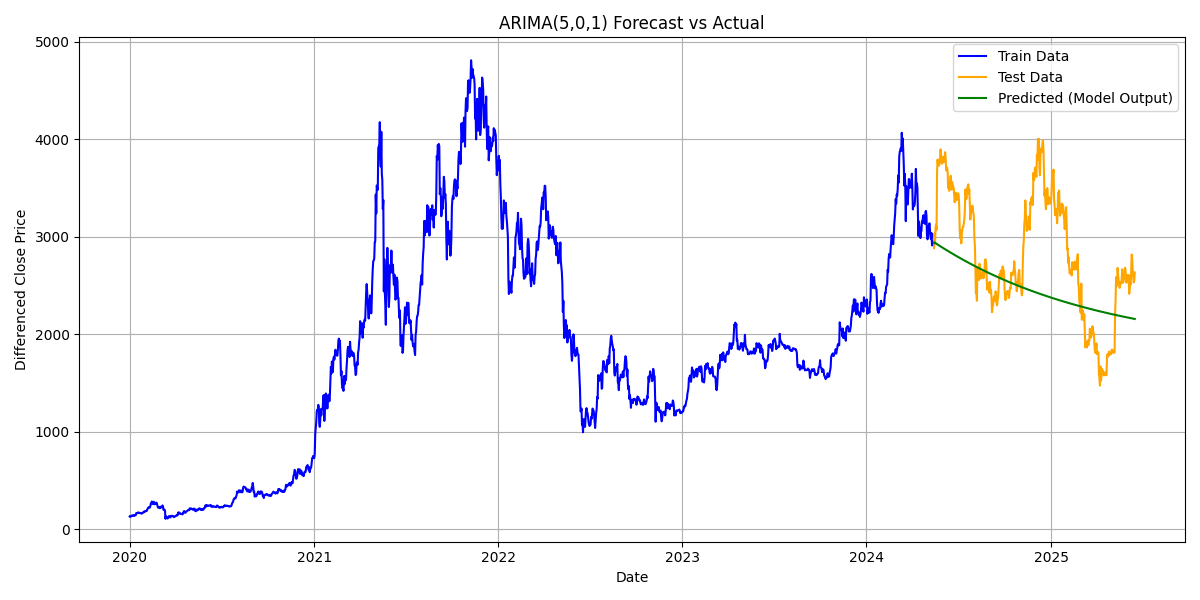 ARIMA(5,0,1) Forecast vs Actual
Train Data
Test Data
Predicted (Model Output)
Differenced Close Price
5000
4000
3000
2000
1000
0
2020 2021 2022 2023 2024 2025
Date